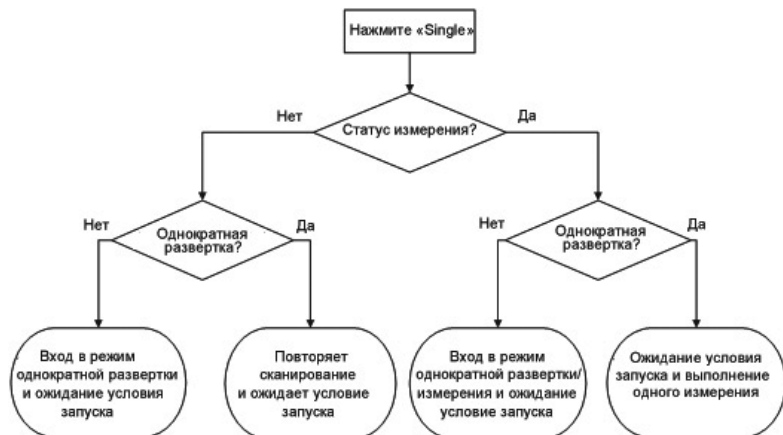 Нажмите «Single»
Нет
Да
Статус измерения?
Нет
Да
Нет
Да
Однократная
развертка?
Однократная
развертка?
Вход в режим
однократной развертки
и ожидание условия
запуска
Повторяет
сканирование
и ожидает условие
запуска
Вход в режим
однократной развертки/
измерения и ожидание
условие запуска
Ожидание условия
запуска и выполнение
одного измерения